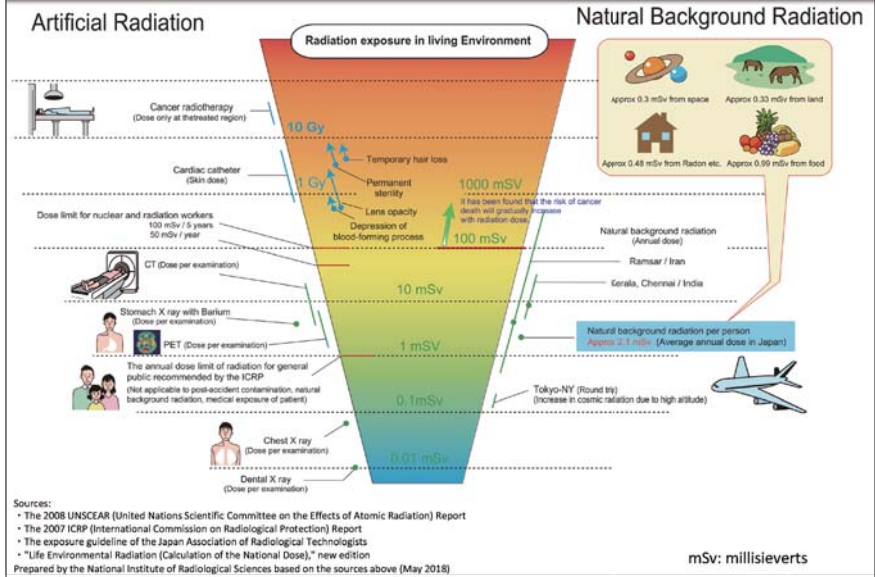 Artificial Radiation
Natural Background Radiation
Radiation exposure in living Environment
Cancer radiotherapy
(Dose only at thetreated region)
10 Gy
Cardiac catheter
(Skin dose)
1 Gy
Temporary hair loss
Permanent
sterility
Lens opacity
Depression of
blood-forming process
1000 mSV
it has been found that the risk of cancer
death will gradually increase
with radiation dose.
100 mSv
Dose limit for nuclear and radiation workers
100 mSv / 5 years
50 mSv / year
CT (Dose per examination)
10 mSv
Stomach X ray with Barium
(Dose per examination)
PET (Dose per examination)
1 mSV
The annual dose limit of radiation for general
public recommended by the ICRP
(Not applicable to post-accident contamination, natural
background radiation, medical exposure of patient)
0.1mSv
Chest X ray
(Dose per examination)
0.01 mSv
Dental X ray
(Dose per examination)
Approx 0.3 mSv from space
Approx 0.33 mSv from land
Approx 0.48 mSv from Radon etc.
Approx 0.99 mSv from food
Natural background radiation
(Annual dose)
Ramsar / Iran
Kerala, Chennai / India
Natural background radiation per person
Approx 2.1 mSv (Average annual dose in Japan)
Tokyo-NY (Round trip)
(Increase in cosmic radiation due to high altitude)
Sources:
・The 2008 UNSCEAR (United Nations Scientific Committee on the Effects of Atomic Radiation) Report
・The 2007 ICRP (International Commission on Radiological Protection) Report
・The exposure guideline of the Japan Association of Radiological Technologists
・"Life Environmental Radiation (Calculation of the National Dose)," new edition
Prepared by the National Institute of Radiological Sciences based on the sources above (May 2018)
mSv: millisieverts